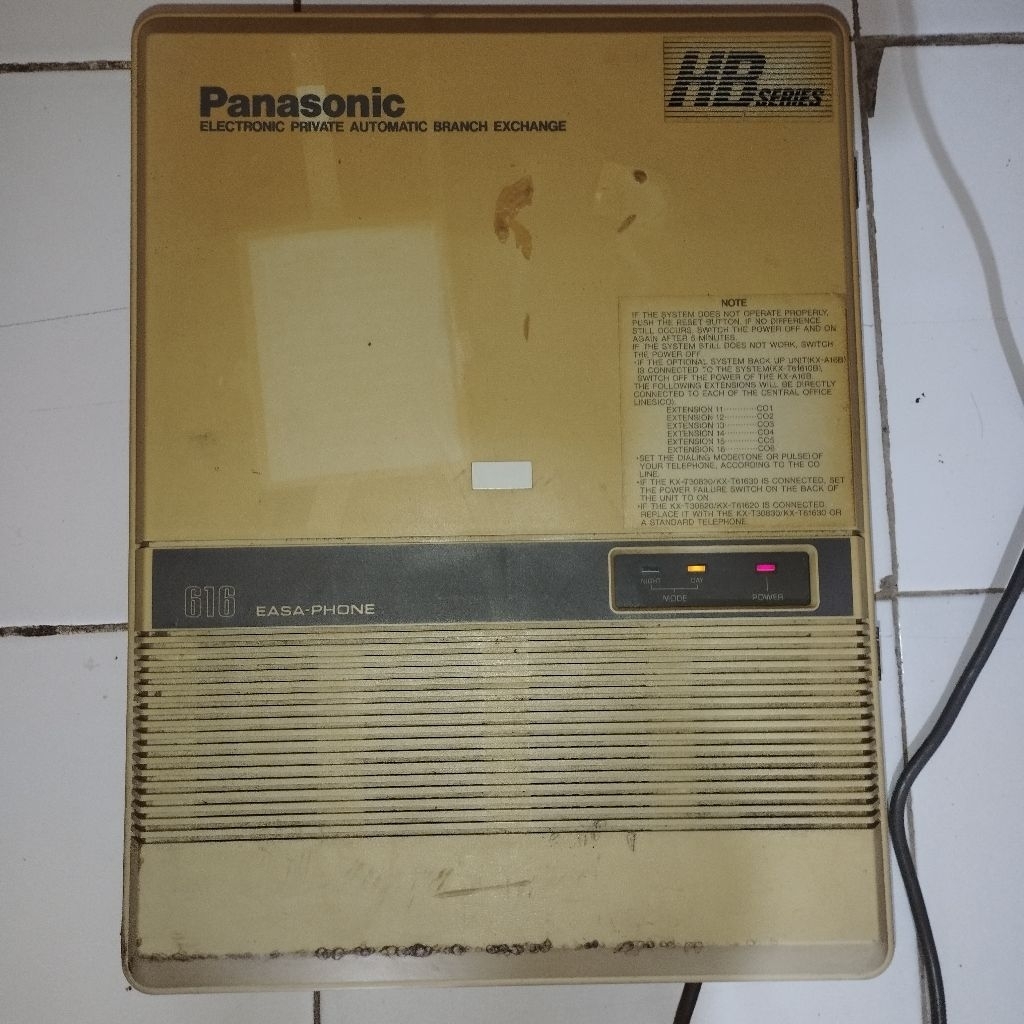 Panasonic
ELECTRONIC PRIVATE AUTOMATIC BRANCH EXCHANGE
HB SERIES
NOTE
IF THE SYSTEM DOES NOT OPERATE PROPERLY,
PUSH THE RESET BUTTON. IF NO DIFFERENCE
STILL OCCURS, SWITCH THE POWER OFF AND ON
AGAIN AFTER 5 MINUTES.
IF THE SYSTEM STILL DOES NOT WORK, SWITCH
THE POWER OFF.
•IF THE OPTIONAL SYSTEM BACK UP UNIT(KX-A16B)
IS CONNECTED TO THE SYSTEM(KX-T61610B),
SWITCH OFF THE POWER OF THE KX-A16B.
THE FOLLOWING EXTENSIONS WILL BE DIRECTLY
CONNECTED TO EACH OF THE CENTRAL OFFICE
LINES(CO).
EXTENSION 11··········CO1
EXTENSION 12··········CO2
EXTENSION 13··········CO3
EXTENSION 14··········CO4
EXTENSION 15··········CO5
EXTENSION 16··········CO6
•SET THE DIALING MODE(TONE OR PULSE)OF
YOUR TELEPHONE, ACCORDING TO THE CO
LINE.
•IF THE KX-T30830/KX-T61630 IS CONNECTED, SET
THE POWER FAILURE SWITCH ON THE BACK OF
THE UNIT TO ON.
•IF THE KX-T30820/KX-T61620 IS CONNECTED
REPLACE IT WITH THE KX-T30830/KX-T61630 OR
A STANDARD TELEPHONE.
616 EASA-PHONE
NIGHT DAY
MODE
POWER